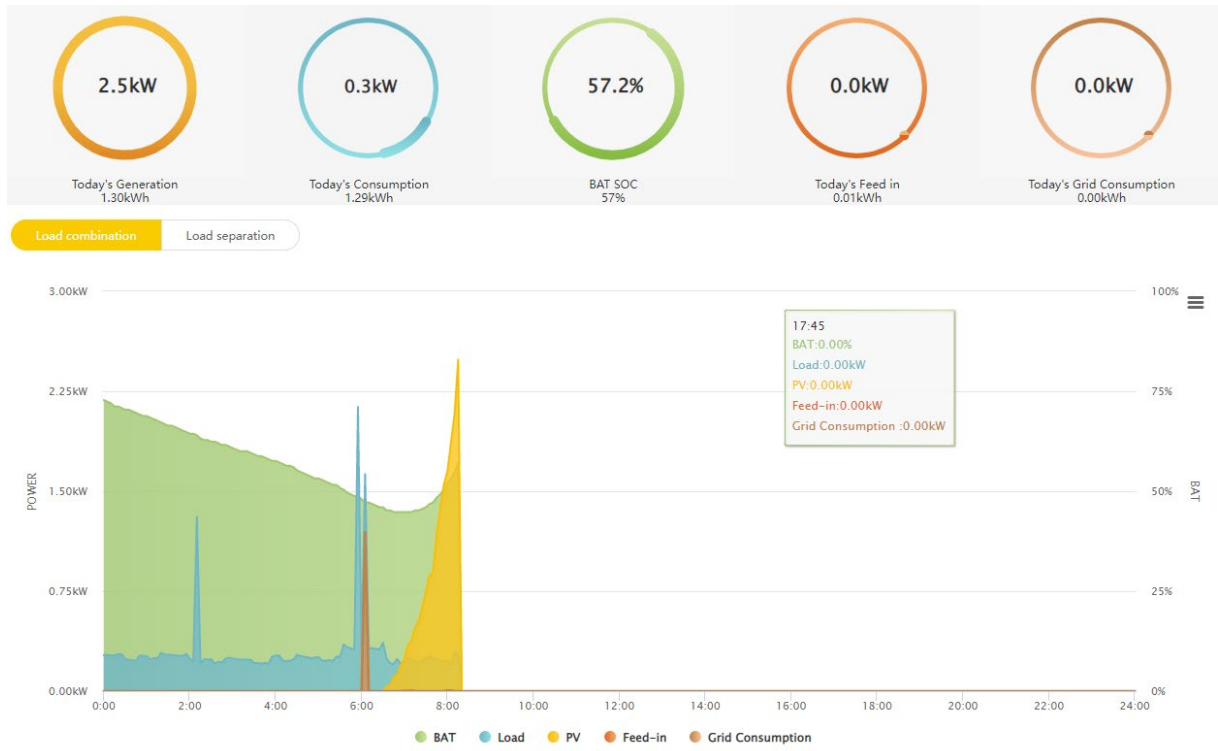 2.5kW
0.3kW
57.2%
0.0kW
0.0kW
Today's Generation
1.30kWh
Today's Consumption
1.29kWh
BAT SOC
57%
Today's Feed in
0.01kWh
Today's Grid Consumption
0.00kWh
Load combination
Load separation
3.00kW
2.25kW
1.50kW
0.75kW
0.00kW
POWER
100%
75%
50%
25%
0%
BAT
17:45
BAT:0.00%
Load:0.00kW
PV:0.00kW
Feed-in:0.00kW
Grid Consumption :0.00kW
0:00
2:00
4:00
6:00
8:00
10:00
12:00
14:00
16:00
18:00
20:00
22:00
24:00
BAT
Load
PV
Feed-in
Grid Consumption